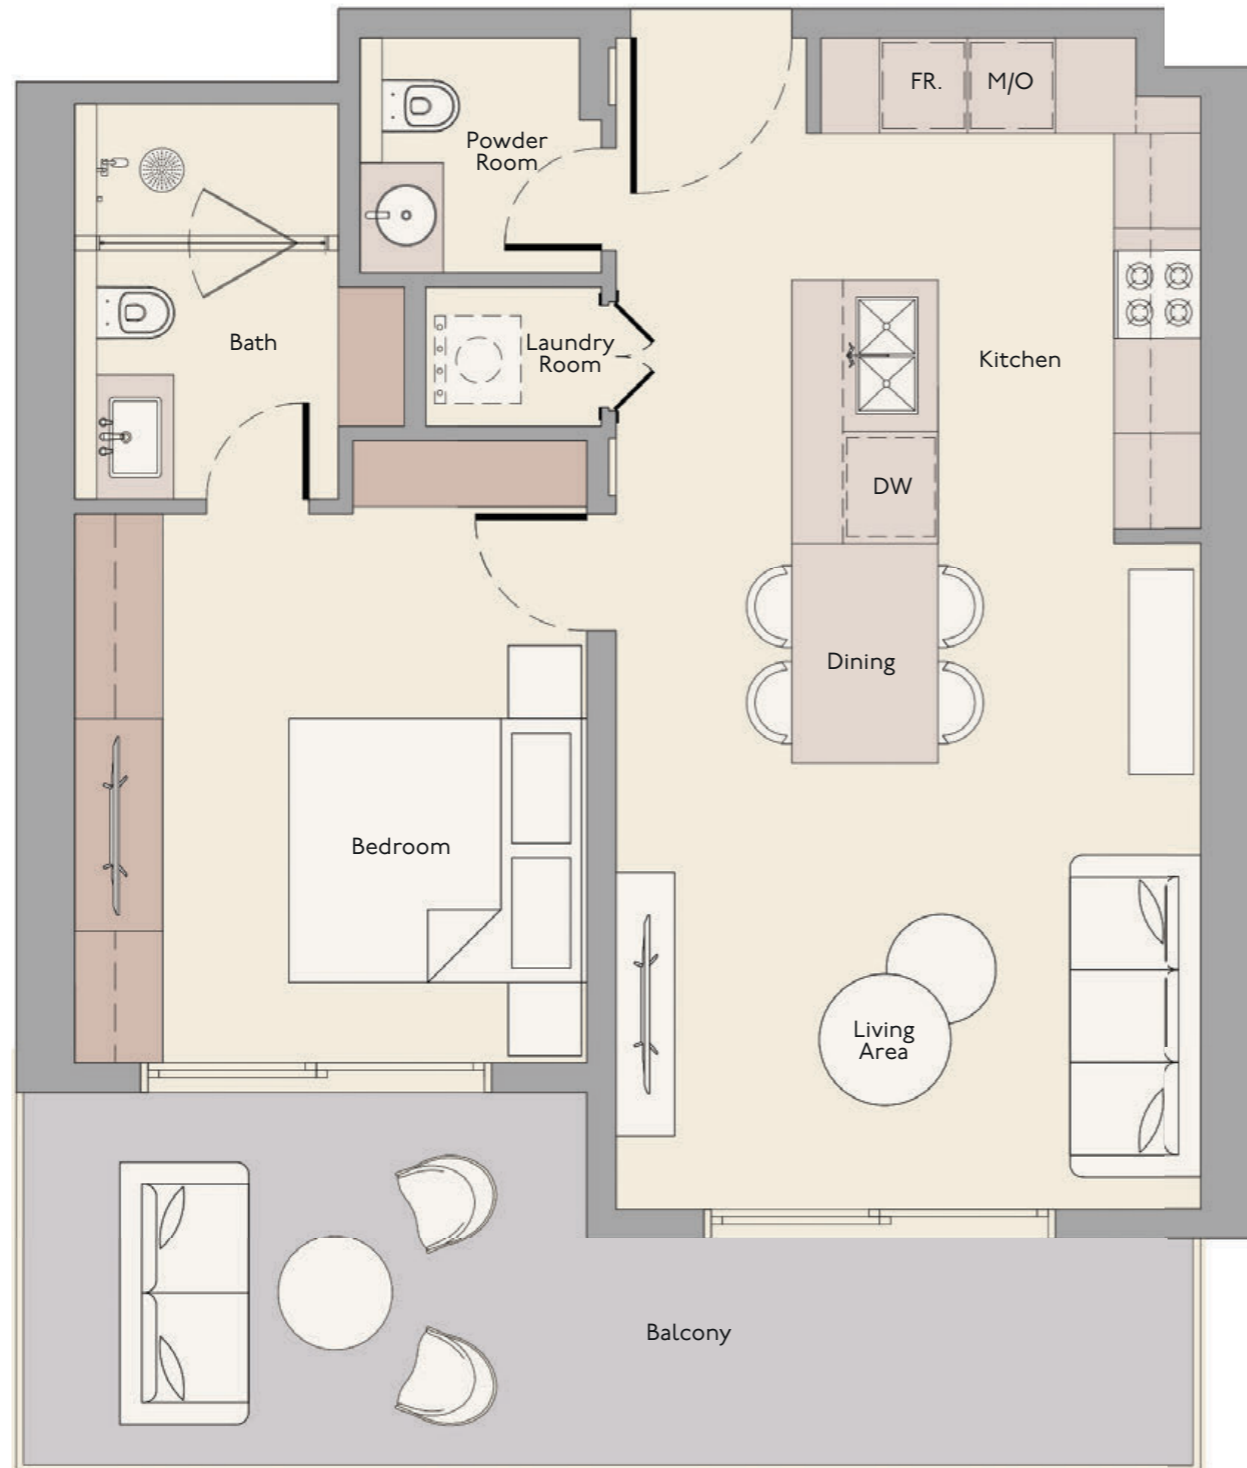 FR.
M/O
Powder
Room
Bath
Laundry
Room
Kitchen
DW
Dining
Bedroom
Living
Area
Balcony